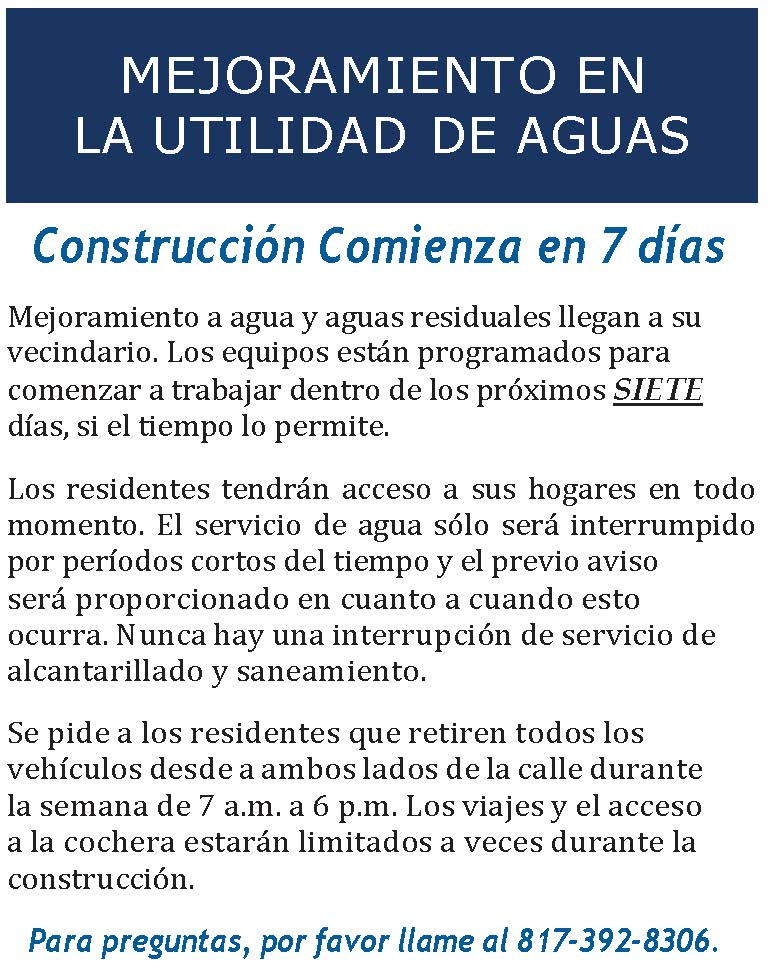 MEJORAMIENTO EN
LA UTILIDAD DE AGUAS
Construcción Comienza en 7 días
Mejoramiento a agua y aguas residuales llegan a su
vecindario. Los equipos están programados para
comenzar a trabajar dentro de los próximos SIETE
días, si el tiempo lo permite.
Los residentes tendrán acceso a sus hogares en todo
momento. El servicio de agua sólo será interrumpido
por períodos cortos del tiempo y el previo aviso
será proporcionado en cuanto a cuando esto
ocurra. Nunca hay una interrupción de servicio de
alcantarillado y saneamiento.
Se pide a los residentes que retiren todos los
vehículos desde a ambos lados de la calle durante
la semana de 7 a.m. a 6 p.m. Los viajes y el acceso
a la cochera estarán limitados a veces durante la
construcción.
Para preguntas, por favor llame al 817-392-8306.